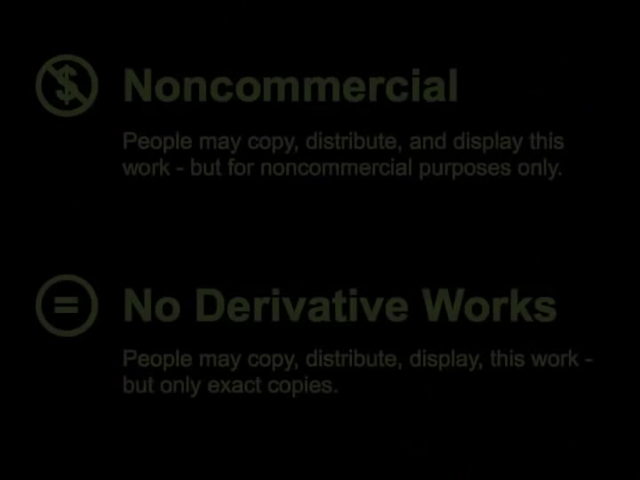 Noncommercial
People may copy, distribute, and display this
work - but for noncommercial purposes only.
No Derivative Works
People may copy, distribute, display, this work -
but only exact copies.